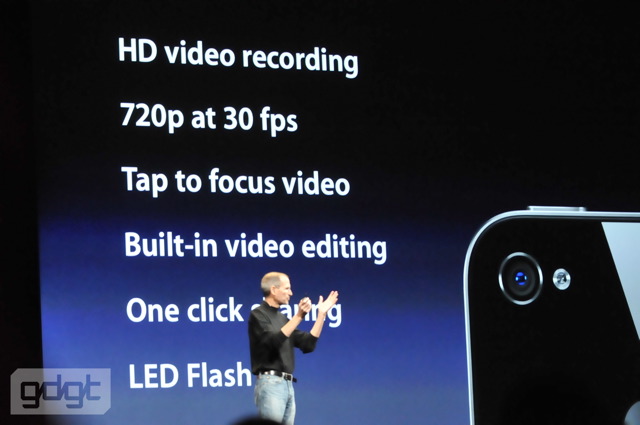 HD video recording
720p at 30 fps
Tap to focus video
Built-in video editing
One click sharing
LED Flash
gdgt